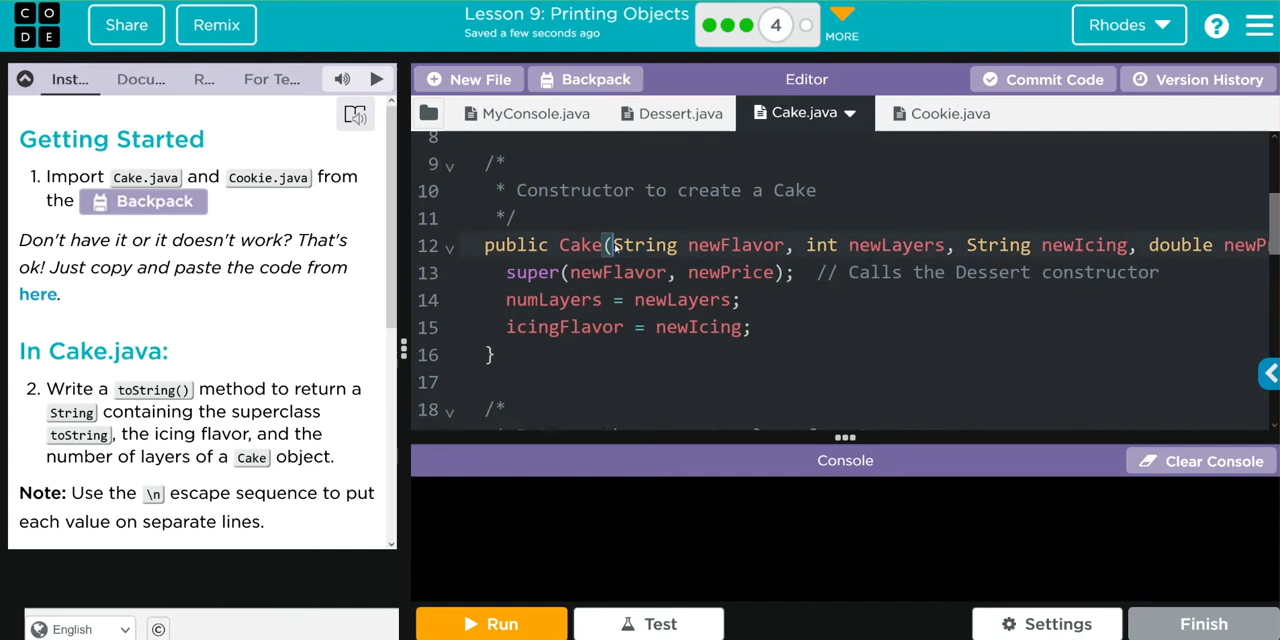 C O
D E
Share
Remix
Lesson 9: Printing Objects
Saved a few seconds ago
4
MORE
Rhodes
?
Inst...
Docu...
R...
For Te...
New File
Backpack
Editor
Commit Code
Version History
MyConsole.java
Dessert.java
Cake.java
Cookie.java
Getting Started
1. Import Cake.java and Cookie.java from
the Backpack
Don't have it or it doesn't work? That's
ok! Just copy and paste the code from
here.
In Cake.java:
2. Write a toString() method to return a
String containing the superclass
toString, the icing flavor, and the
number of layers of a Cake object.
Note: Use the \n escape sequence to put
each value on separate lines.
8
9 /*
10 * Constructor to create a Cake
11 */
12 public Cake(String newFlavor, int newLayers, String newIcing, double newPr
13 super(newFlavor, newPrice); // Calls the Dessert constructor
14 numLayers = newLayers;
15 icingFlavor = newIcing;
16 }
17
18 /*
Console
Clear Console
English
©
Run
Test
Settings
Finish